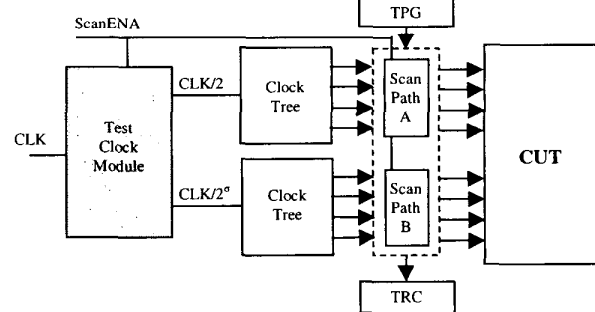 TPG
ScanENA
CLK/2
Clock
Tree
Scan
Path
A
CLK
Test
Clock
Module
CUT
CLK/2σ
Clock
Tree
Scan
Path
B
TRC